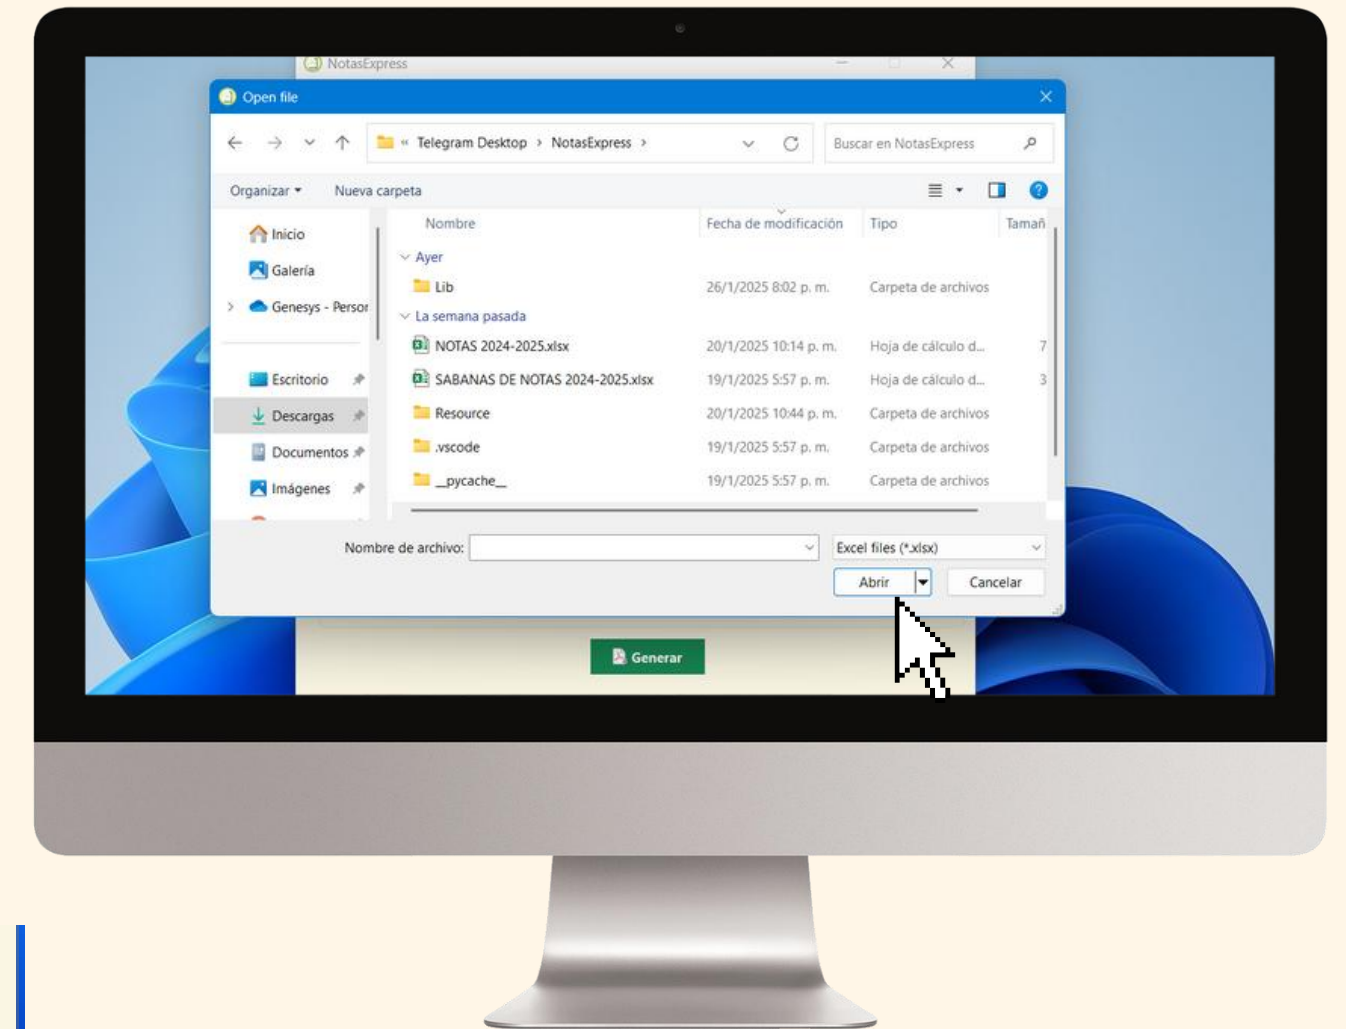 NotasExpress
Open file
« Telegram Desktop > NotasExpress >
Buscar en NotasExpress
Organizar
Nueva carpeta
Nombre
Fecha de modificación
Tipo
Tamañ
Inicio
Galería
Genesys - Persor
Escritorio
Descargas
Documentos
Imágenes
Ayer
Lib 26/1/2025 8:02 p. m. Carpeta de archivos
La semana pasada
NOTAS 2024-2025.xlsx 20/1/2025 10:14 p. m. Hoja de cálculo d... 7
SABANAS DE NOTAS 2024-2025.xlsx 19/1/2025 5:57 p. m. Hoja de cálculo d... 3
Resource 20/1/2025 10:44 p. m. Carpeta de archivos
.vscode 19/1/2025 5:57 p. m. Carpeta de archivos
__pycache__ 19/1/2025 5:57 p. m. Carpeta de archivos
Nombre de archivo:
Excel files (*.xlsx)
Abrir
Cancelar
Generar